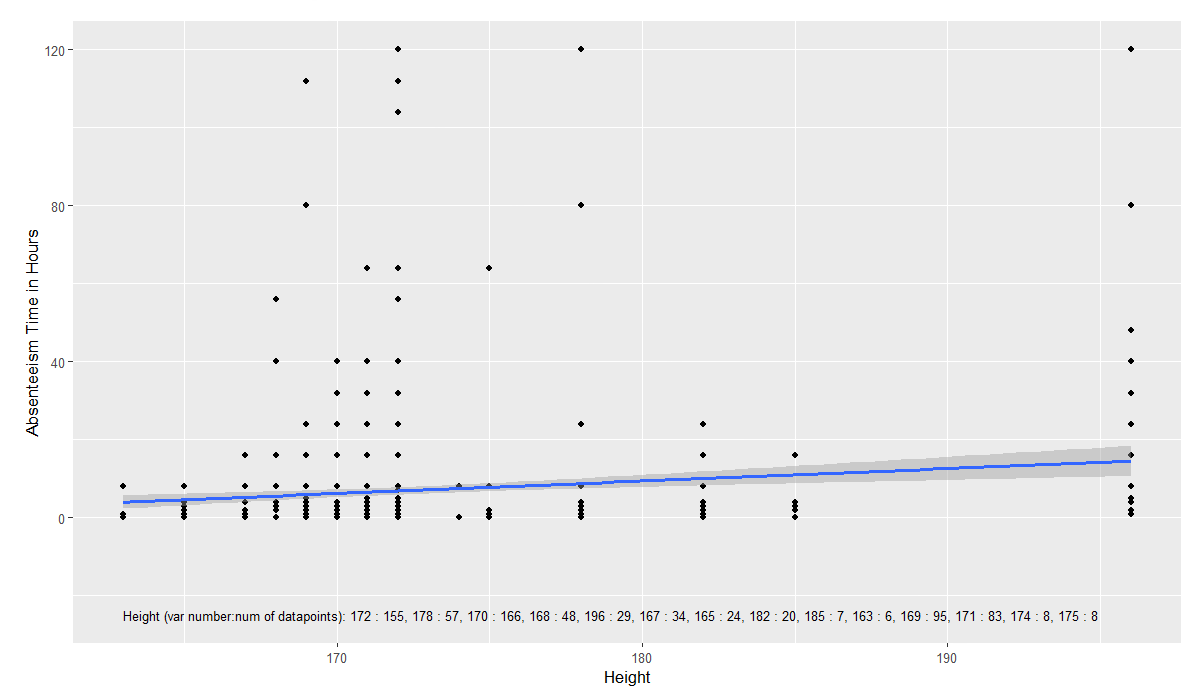 120
80
40
0
Absenteeism Time in Hours
Height (var number:num of datapoints): 172 : 155, 178 : 57, 170 : 166, 168 : 48, 196 : 29, 167 : 34, 165 : 24, 182 : 20, 185 : 7, 163 : 6, 169 : 95, 171 : 83, 174 : 8, 175 : 8
170 180 190
Height